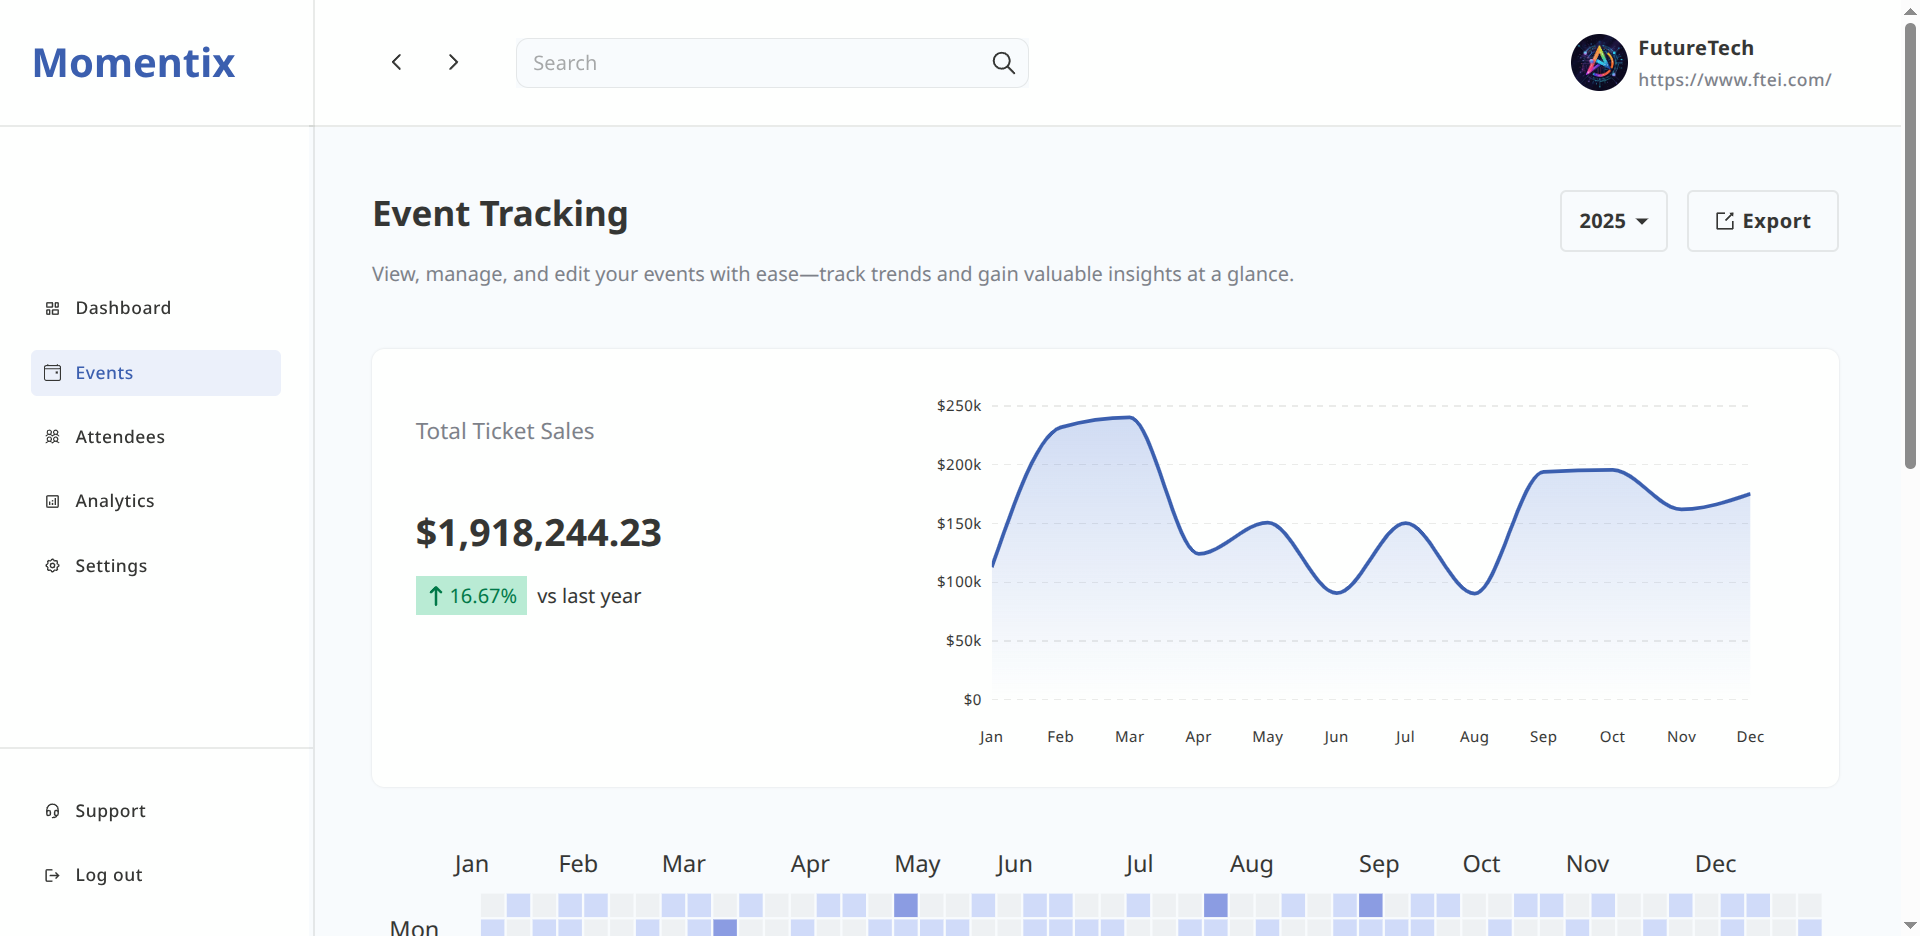 Momentix
Search
FutureTech
https://www.ftei.com/
Event Tracking
2025
Export
View, manage, and edit your events with ease—track trends and gain valuable insights at a glance.
Dashboard
Events
Attendees
Analytics
Settings
Support
Log out
Total Ticket Sales
$1,918,244.23
16.67% vs last year
$250k
$200k
$150k
$100k
$50k
$0
Jan Feb Mar Apr May Jun Jul Aug Sep Oct Nov Dec
Jan Feb Mar Apr May Jun Jul Aug Sep Oct Nov Dec
Mon